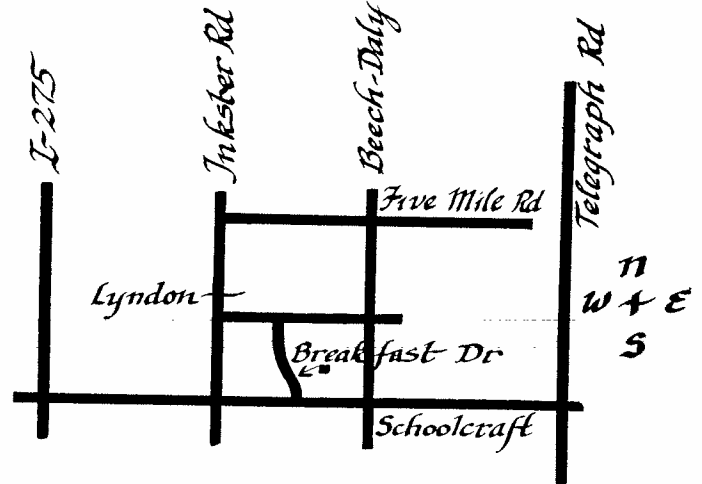 I-275
Inkster Rd
Beech-Daly
Telegraph Rd
Five Mile Rd
N
W E
S
Lyndon
Breakfast Dr
Schoolcraft